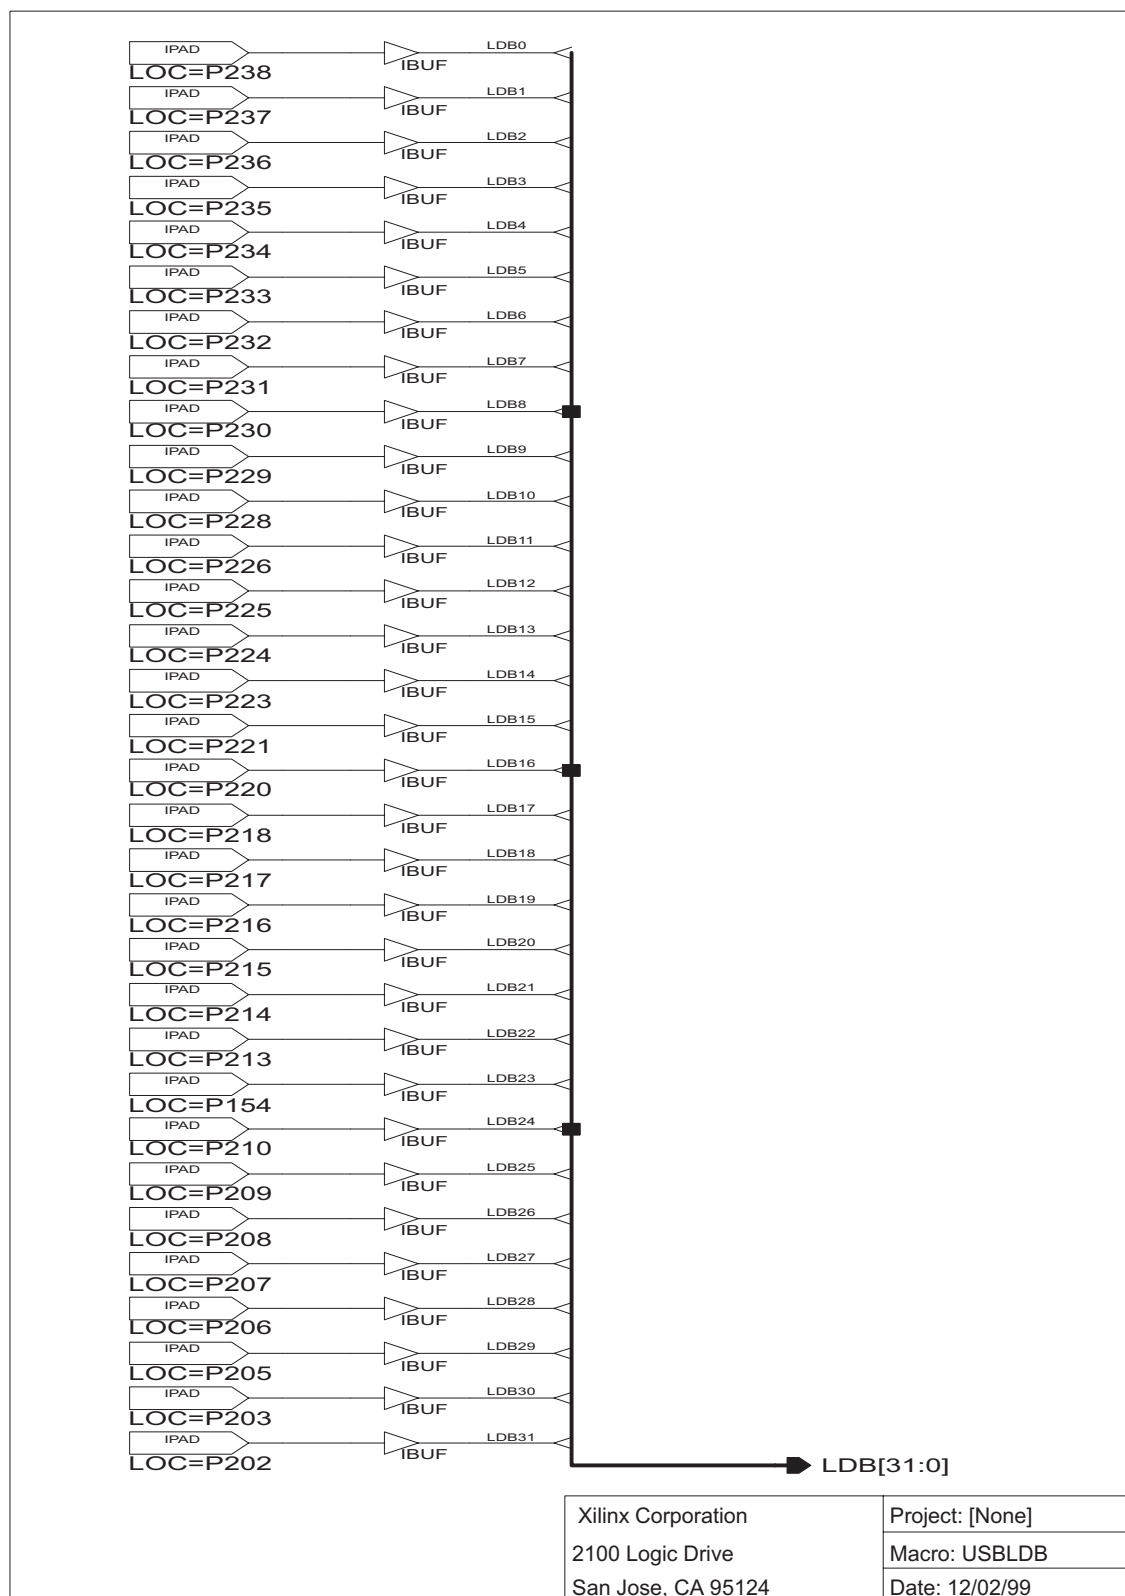 IPAD LDB0
LOC=P238 IBUF
IPAD LDB1
LOC=P237 IBUF
IPAD LDB2
LOC=P236 IBUF
IPAD LDB3
LOC=P235 IBUF
IPAD LDB4
LOC=P234 IBUF
IPAD LDB5
LOC=P233 IBUF
IPAD LDB6
LOC=P232 IBUF
IPAD LDB7
LOC=P231 IBUF
IPAD LDB8
LOC=P230 IBUF
IPAD LDB9
LOC=P229 IBUF
IPAD LDB10
LOC=P228 IBUF
IPAD LDB11
LOC=P226 IBUF
IPAD LDB12
LOC=P225 IBUF
IPAD LDB13
LOC=P224 IBUF
IPAD LDB14
LOC=P223 IBUF
IPAD LDB15
LOC=P221 IBUF
IPAD LDB16
LOC=P220 IBUF
IPAD LDB17
LOC=P218 IBUF
IPAD LDB18
LOC=P217 IBUF
IPAD LDB19
LOC=P216 IBUF
IPAD LDB20
LOC=P215 IBUF
IPAD LDB21
LOC=P214 IBUF
IPAD LDB22
LOC=P213 IBUF
IPAD LDB23
LOC=P154 IBUF
IPAD LDB24
LOC=P210 IBUF
IPAD LDB25
LOC=P209 IBUF
IPAD LDB26
LOC=P208 IBUF
IPAD LDB27
LOC=P207 IBUF
IPAD LDB28
LOC=P206 IBUF
IPAD LDB29
LOC=P205 IBUF
IPAD LDB30
LOC=P203 IBUF
IPAD LDB31
LOC=P202 IBUF
LDB[31:0]
Xilinx Corporation Project: [None]
2100 Logic Drive Macro: USBLDB
San Jose, CA 95124 Date: 12/02/99